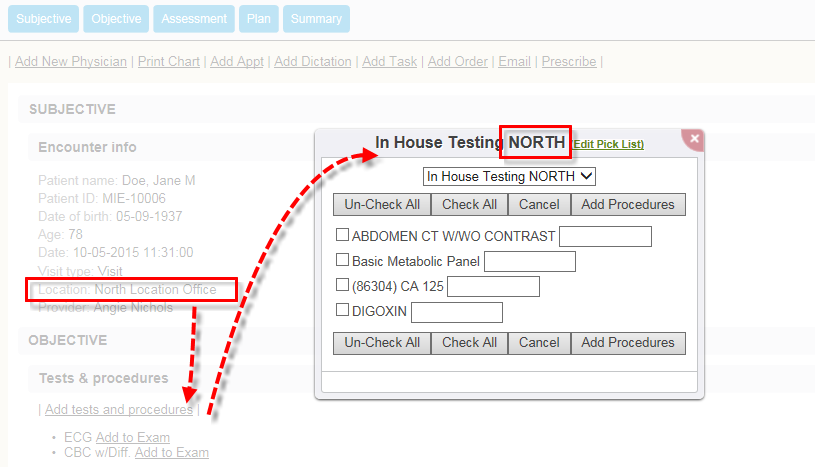 Subjective Objective Assessment Plan Summary
| Add New Physician | Print Chart | Add Appt | Add Dictation | Add Task | Add Order | Email | Prescribe |
SUBJECTIVE
Encounter info
Patient name: Doe, Jane M
Patient ID: MIE-10006
Date of birth: 05-09-1937
Age: 78
Date: 10-05-2015 11:31:00
Visit type: Visit
Location: North Location Office
Provider: Angie Nichols
OBJECTIVE
Tests & procedures
| Add tests and procedures |
• ECG Add to Exam
• CBC w/Diff. Add to Exam
In House Testing NORTH (Edit Pick List)
In House Testing NORTH
Un-Check All Check All Cancel Add Procedures
ABDOMEN CT W/WO CONTRAST
Basic Metabolic Panel
(86304) CA 125
DIGOXIN
Un-Check All Check All Cancel Add Procedures